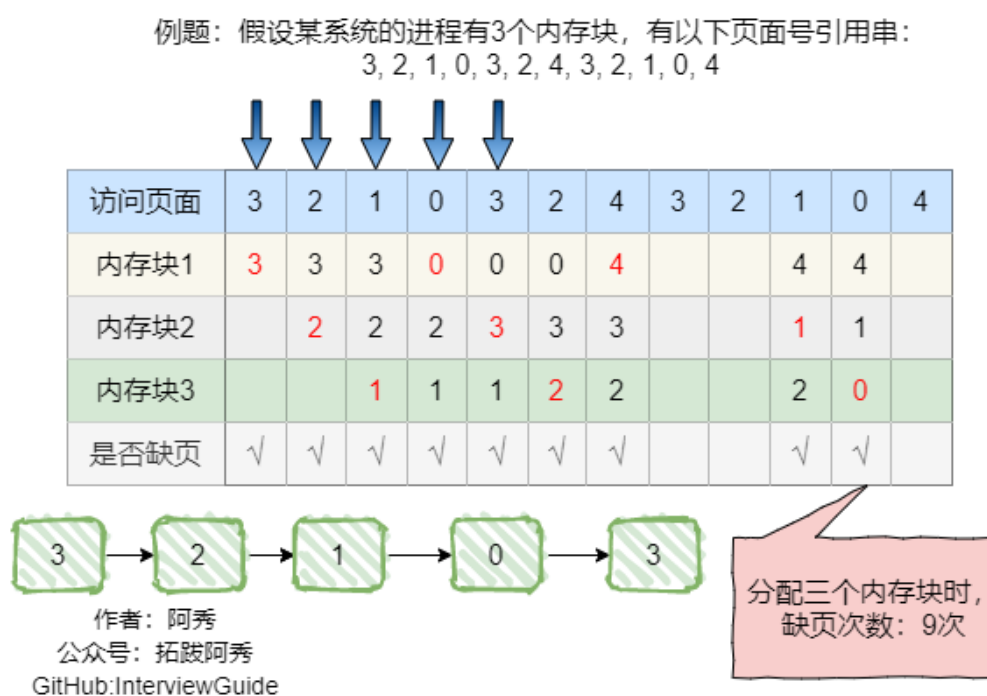 例题：假设某系统的进程有3个内存块，有以下页面号引用串：
3, 2, 1, 0, 3, 2, 4, 3, 2, 1, 0, 4
访问页面 3 2 1 0 3 2 4 3 2 1 0 4
内存块1 3 3 3 0 0 0 4 4 4
内存块2 2 2 2 3 3 3 1 1
内存块3 1 1 1 2 2 2 0
是否缺页 √ √ √ √ √ √ √ √ √
3 2 1 0 3
分配三个内存块时，
缺页次数：9次
作者：阿秀
公众号：拓跋阿秀
GitHub:InterviewGuide